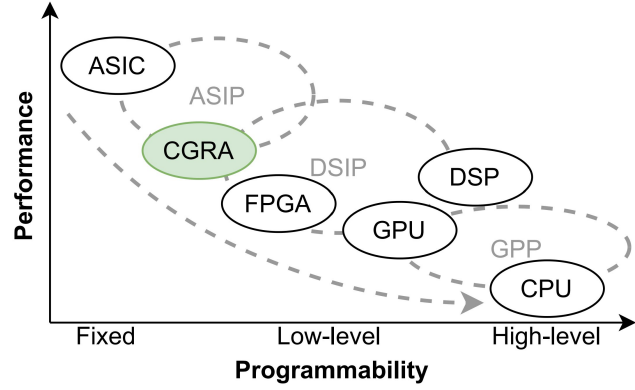 ASIC
ASIP
CGRA
DSIP
DSP
FPGA
GPU
GPP
CPU
Performance
Fixed
Low-level
High-level
Programmability